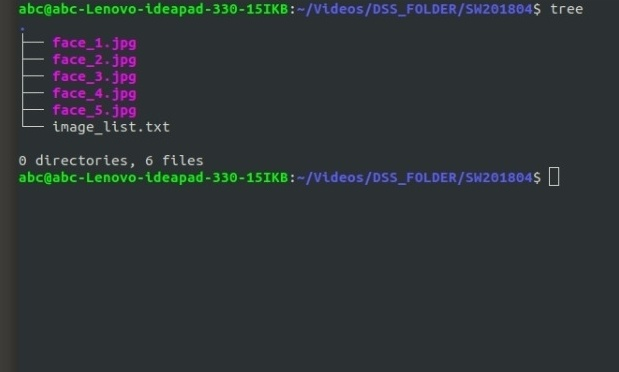 abc@abc-Lenovo-ideapad-330-15IKB:~/Videos/DSS_FOLDER/SW201804$ tree
.
├── face_1.jpg
├── face_2.jpg
├── face_3.jpg
├── face_4.jpg
├── face_5.jpg
└── image_list.txt
0 directories, 6 files
abc@abc-Lenovo-ideapad-330-15IKB:~/Videos/DSS_FOLDER/SW201804$